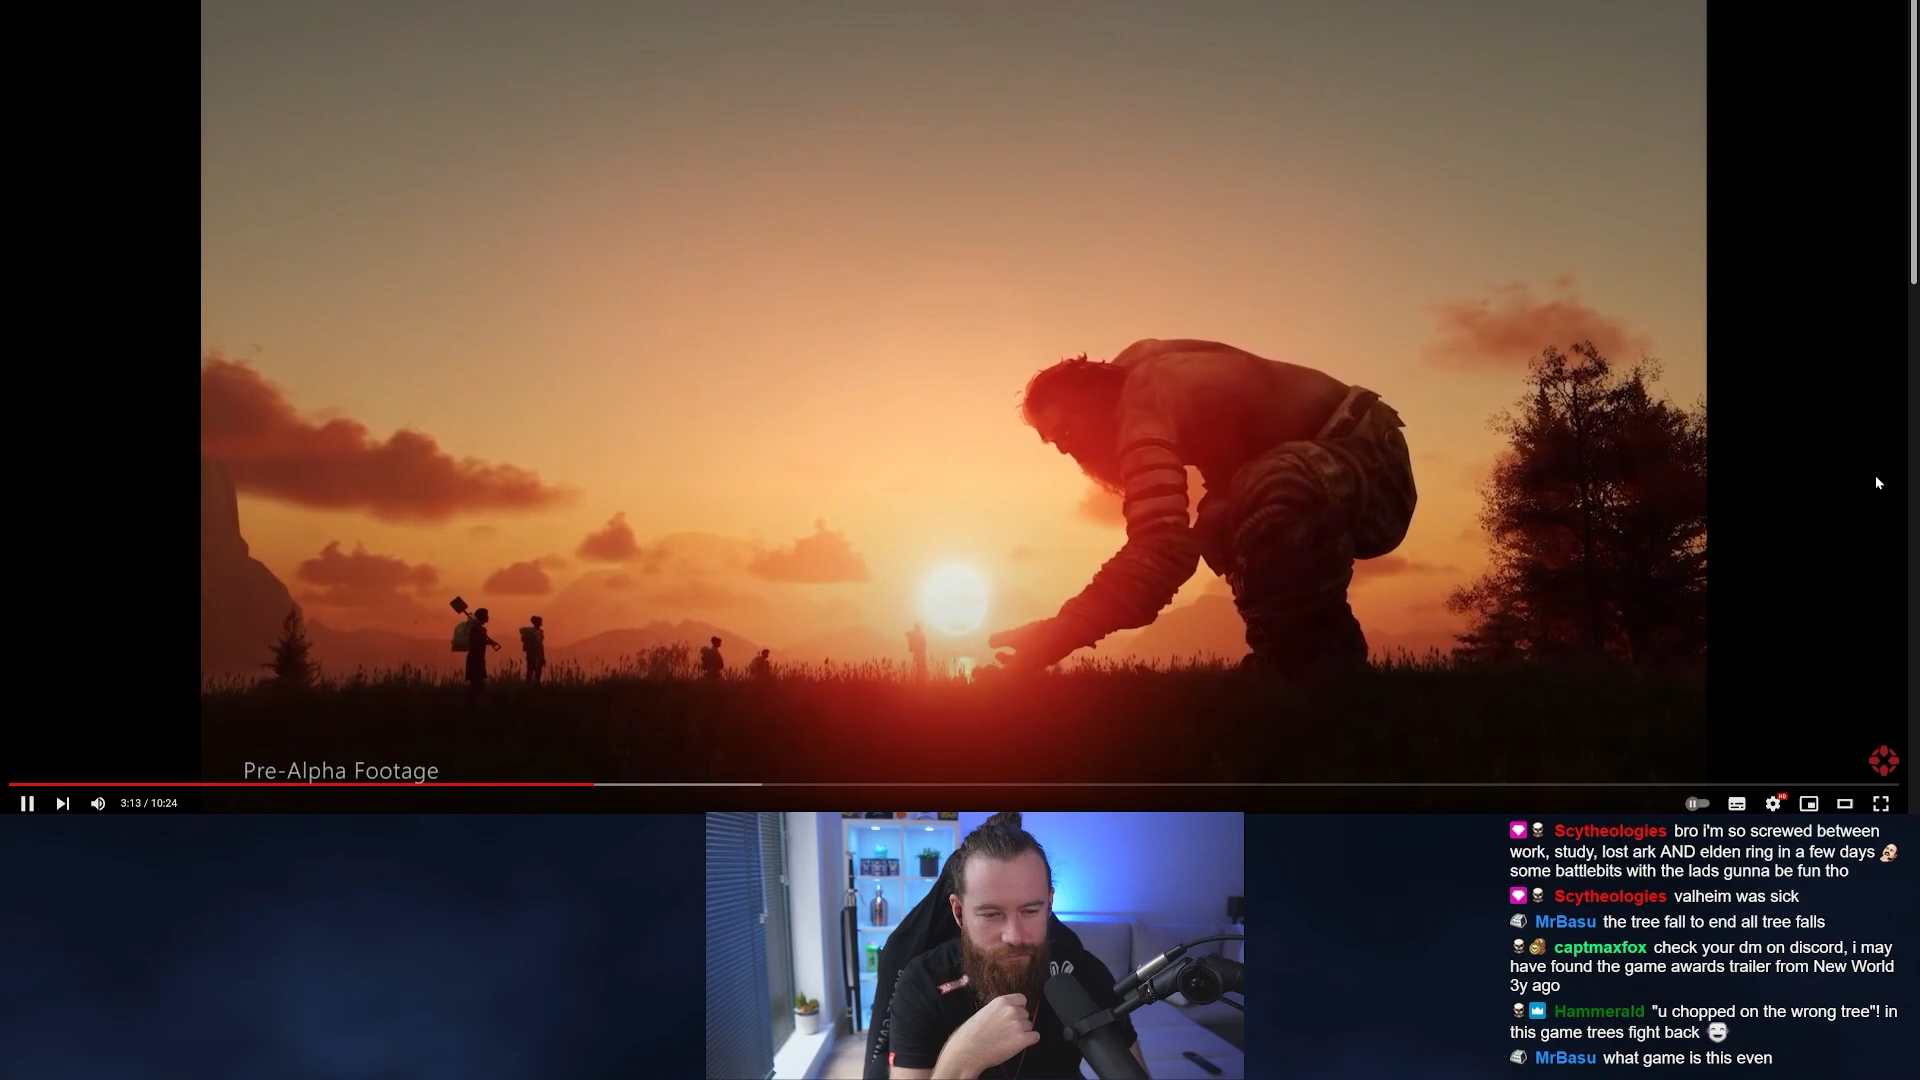 Pre-Alpha Footage
3:13 / 10:24
HD
Scytheologies bro i'm so screwed between
work, study, lost ark AND elden ring in a few days
some battlebits with the lads gunna be fun tho
Scytheologies valheim was sick
MrBasu the tree fall to end all tree falls
captmaxfox check your dm on discord, i may
have found the game awards trailer from New World
3y ago
Hammerald "u chopped on the wrong tree"! in
this game trees fight back
MrBasu what game is this even